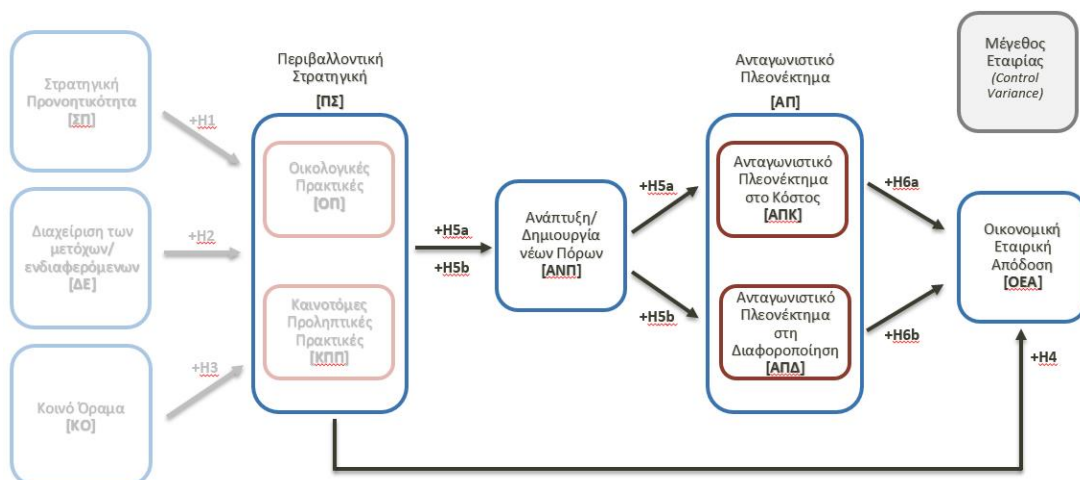 Στρατηγική
Προνοητικότητα
[ΣΠ]
+H1
Διαχείριση των
μετόχων/
ενδιαφερόμενων
[ΔΕ]
+H2
Κοινό Όραμα
[ΚΟ]
+H3
Περιβαλλοντική
Στρατηγική
[ΠΣ]
Οικολογικές
Πρακτικές
[ΟΠ]
Καινοτόμες
Προληπτικές
Πρακτικές
[ΚΠΠ]
+H5a
+H5b
Ανάπτυξη/
Δημιουργία
νέων Πόρων
[ΑΝΠ]
+H5a
+H5b
Ανταγωνιστικό
Πλεονέκτημα
[ΑΠ]
Ανταγωνιστικό
Πλεονέκτημα
στο Κόστος
[ΑΠΚ]
Ανταγωνιστικό
Πλεονέκτημα
στη
Διαφοροποίηση
[ΑΠΔ]
+H6a
+H6b
Μέγεθος
Εταιρίας
(Control
Variance)
Οικονομική
Εταιρική
Απόδοση
[ΟΕΑ]
+H4